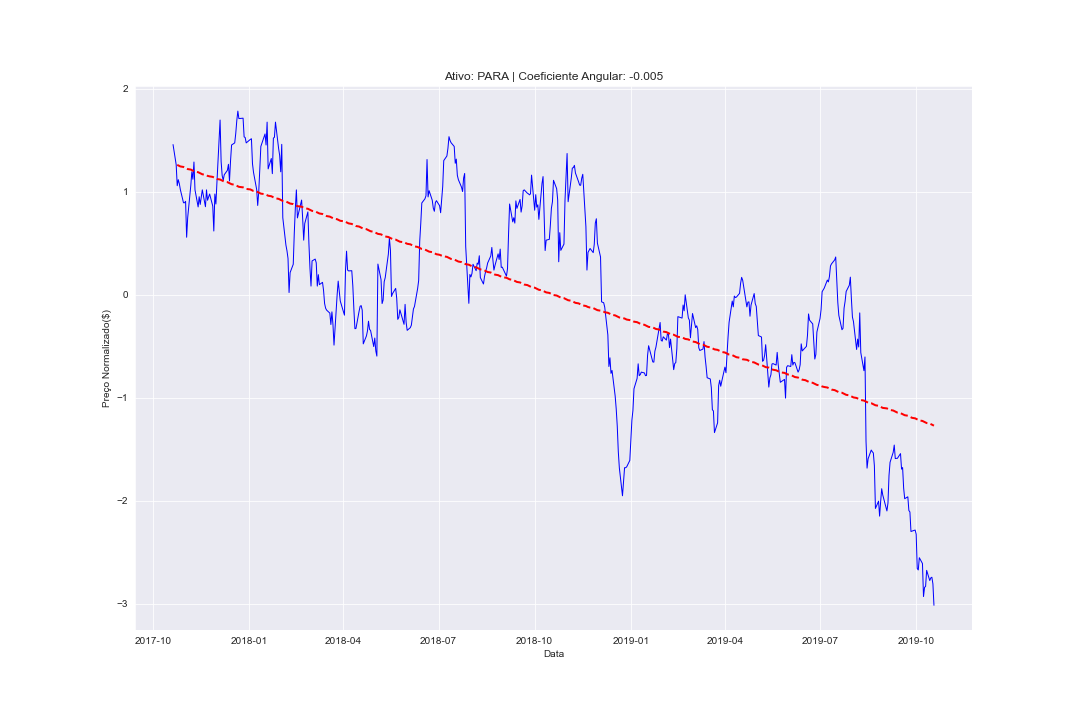 Ativo: PARA | Coeficiente Angular: -0.005
Preço Normalizado($)
2
1
0
−1
−2
−3
2017-10 2018-01 2018-04 2018-07 2018-10 2019-01 2019-04 2019-07 2019-10
Data